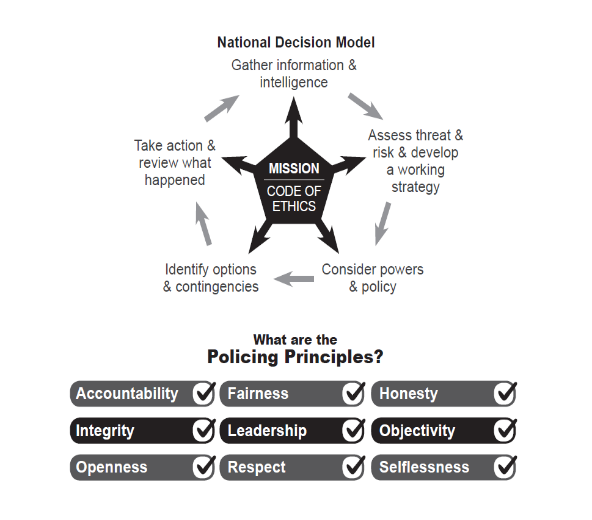 National Decision Model
Gather information &
intelligence
Assess threat &
risk & develop
a working
strategy
Consider powers
& policy
Identify options
& contingencies
Take action &
review what
happened
MISSION
CODE OF
ETHICS
What are the
Policing Principles?
Accountability
Fairness
Honesty
Integrity
Leadership
Objectivity
Openness
Respect
Selflessness